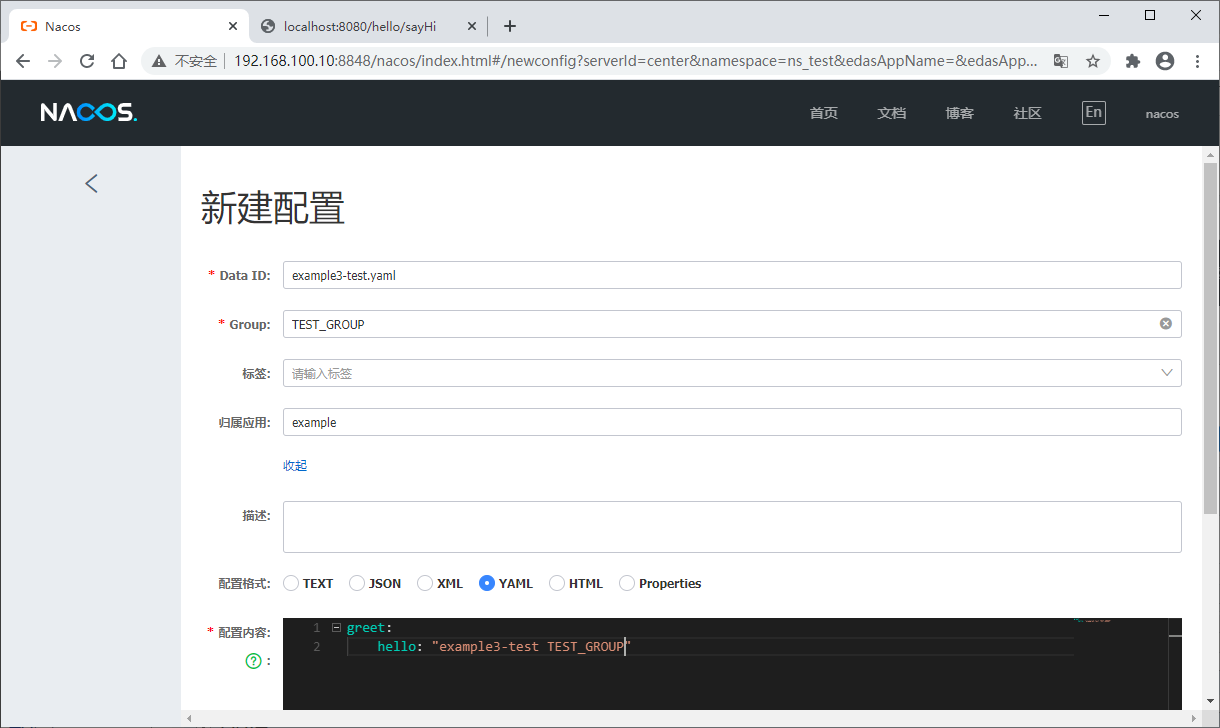 Nacos
localhost:8080/hello/sayHi
不安全 192.168.100.10:8848/nacos/index.html#/newconfig?serverId=center&namespace=ns_test&edasAppName=&edasApp...
NACOS.
首页 文档 博客 社区 En nacos
新建配置
* Data ID: example3-test.yaml
* Group: TEST_GROUP
标签: 请输入标签
归属应用: example
收起
描述:
配置格式: TEXT JSON XML YAML HTML Properties
* 配置内容:
? :
1 greet:
2 hello: "example3-test TEST_GROUP"